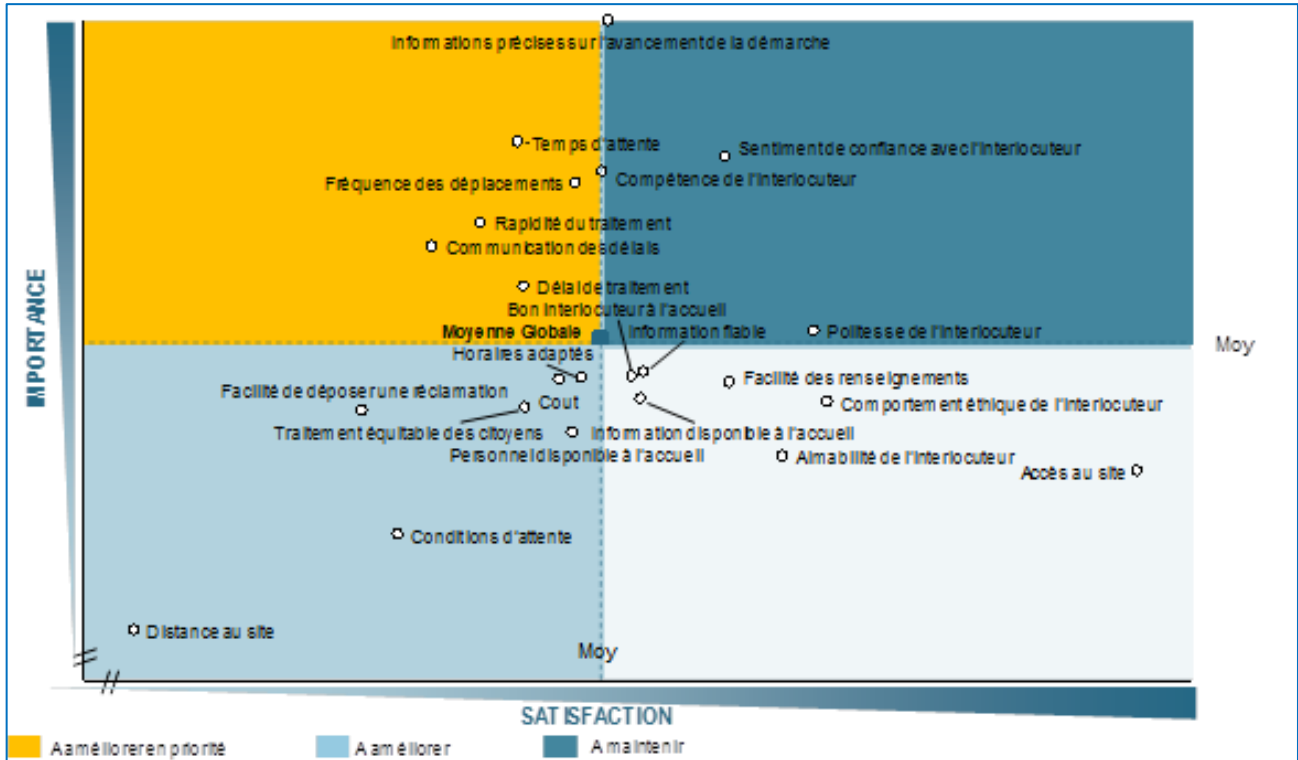 Informations précises sur l'avancement de la démarche
Temps d'attente
Sentiment de confiance avec l'interlocuteur
Fréquence des déplacements
Compétence de l'interlocuteur
Rapidité du traitement
Communication des délais
IMPORTANCE
Délai de traitement
Bon interlocuteur à l'accueil
Moyenne Globale
Information fiable
Politesse de l'interlocuteur
Moy
Horaires adaptés
Facilité de déposer une réclamation
Cout
Facilité des renseignements
Comportement éthique de l'interlocuteur
Traitement équitable des citoyens
Information disponible à l'accueil
Personnel disponible à l'accueil
Aimabilité de l'interlocuteur
Accès au site
Conditions d'attente
Distance au site
Moy
SATISFACTION
A améliorer en priorité
A améliorer
A maintenir